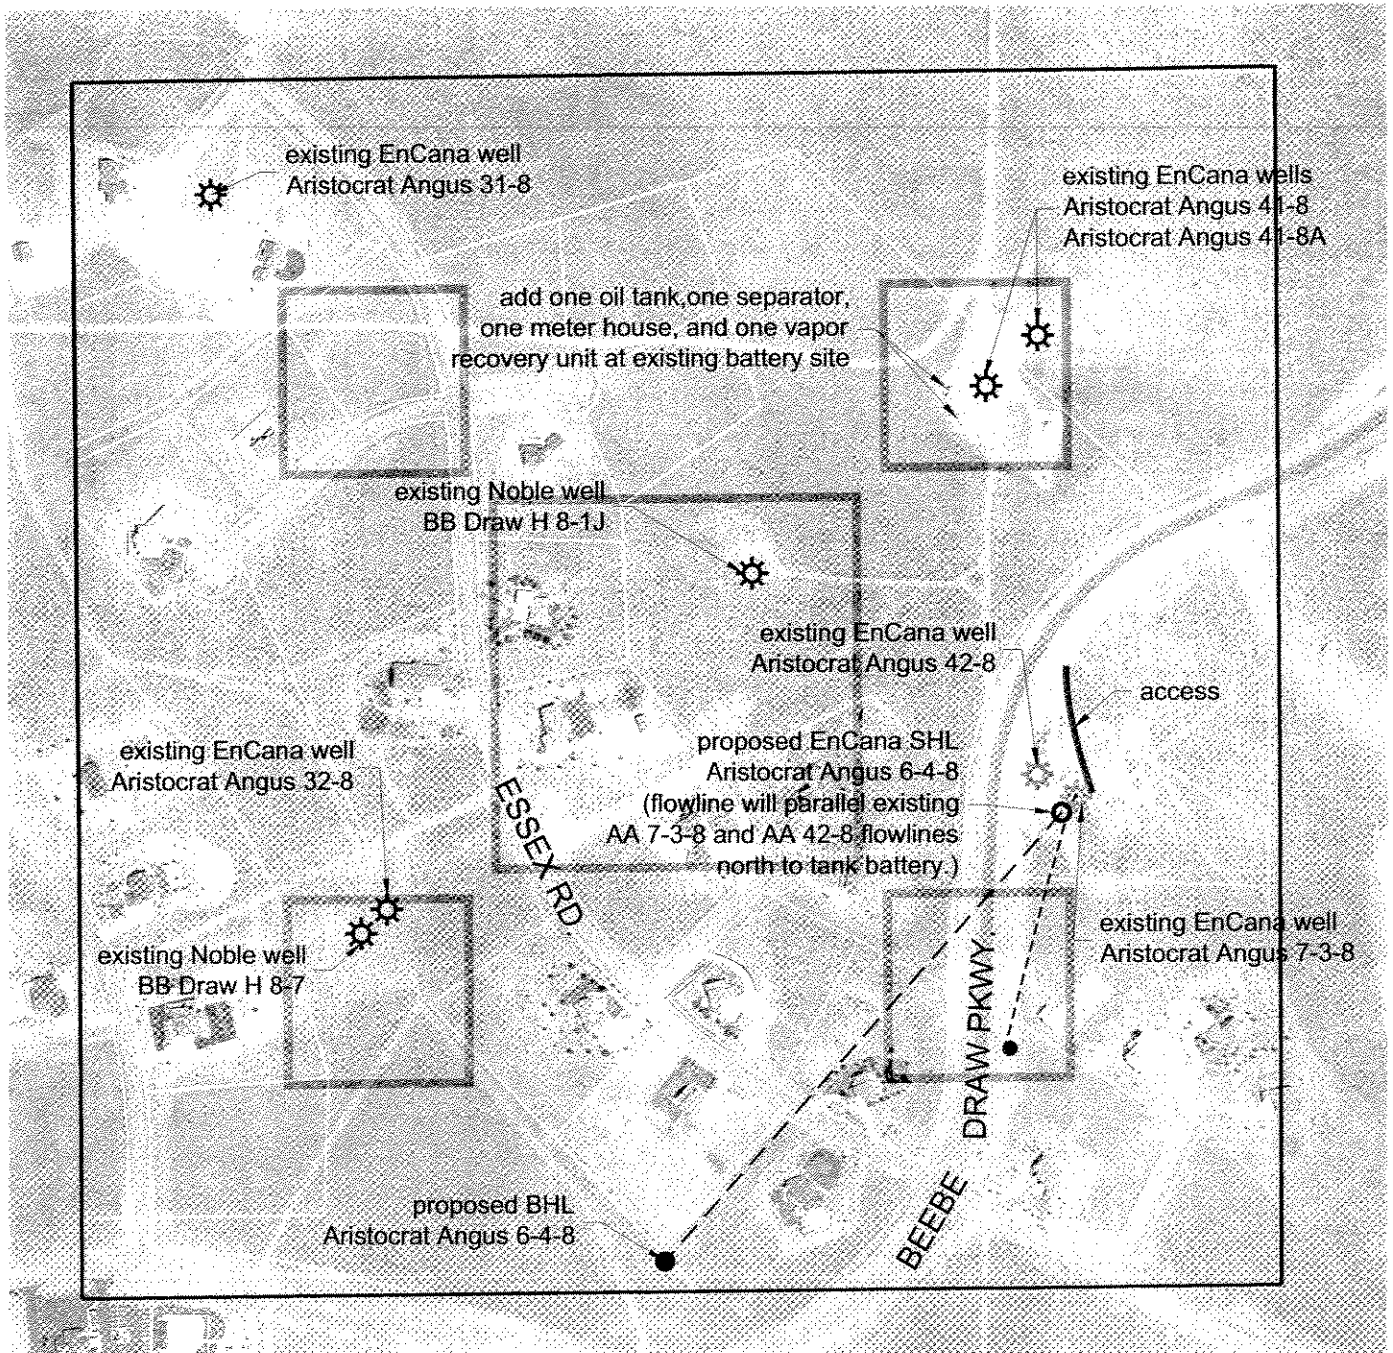 existing EnCana well
Aristocrat Angus 31-8
existing EnCana wells
Aristocrat Angus 41-8
Aristocrat Angus 41-8A
add one oil tank,one separator,
one meter house, and one vapor
recovery unit at existing battery site
existing Noble well
BB Draw H 8-1J
existing EnCana well
Aristocrat Angus 42-8
access
proposed EnCana SHL
Aristocrat Angus 6-4-8
(flowline will parallel existing
AA 7-3-8 and AA 42-8 flowlines
north to tank battery.)
existing EnCana well
Aristocrat Angus 32-8
ESSEX RD.
existing EnCana well
Aristocrat Angus 7-3-8
existing Noble well
BB Draw H 8-7
BEEBE DRAW PKWY.
proposed BHL
Aristocrat Angus 6-4-8